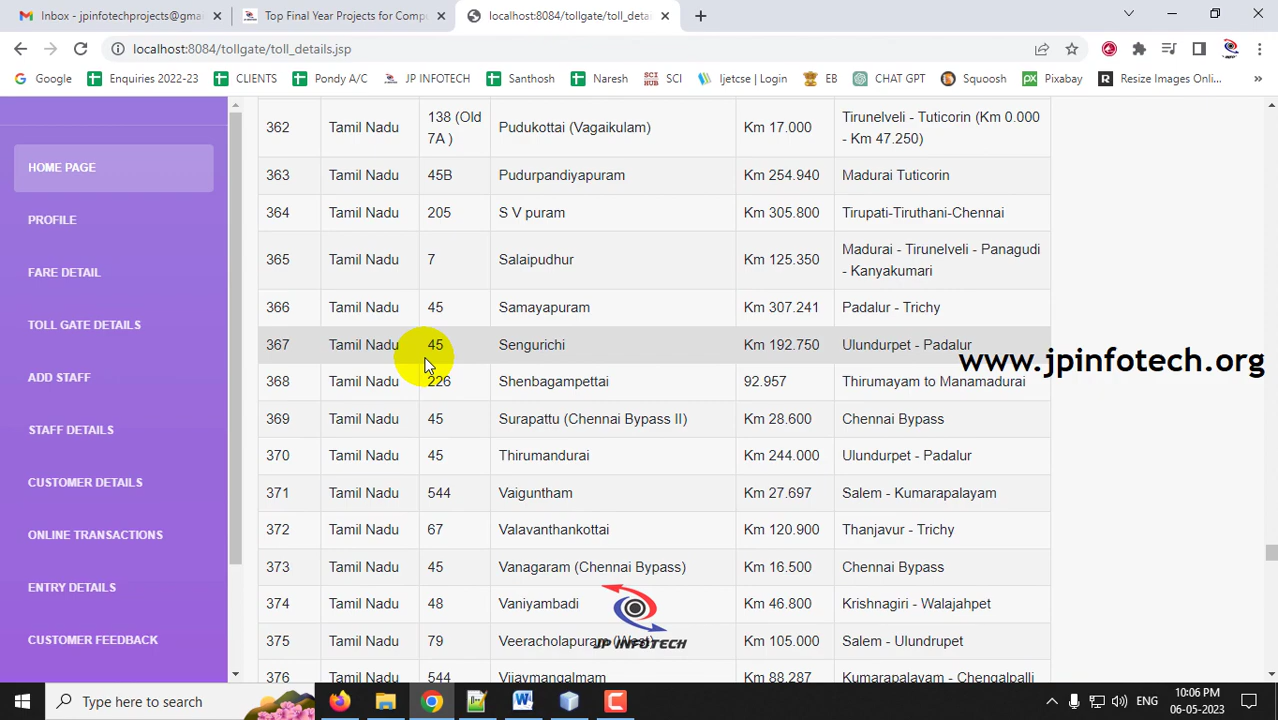 Inbox - jpinfotechprojects@gma
Top Final Year Projects for Comp
localhost:8084/tollgate/toll_deta
localhost:8084/tollgate/toll_details.jsp
Google
Enquiries 2022-23
CLIENTS
Pondy A/C
JP INFOTECH
Santhosh
Naresh
SCI HUB
SCI
Ijetcse | Login
EB
CHAT GPT
Squoosh
px
Pixabay
R
Resize Images Onli...
»
HOME PAGE
PROFILE
FARE DETAIL
TOLL GATE DETAILS
ADD STAFF
STAFF DETAILS
CUSTOMER DETAILS
ONLINE TRANSACTIONS
ENTRY DETAILS
CUSTOMER FEEDBACK
362 Tamil Nadu 138 (Old 7A ) Pudukottai (Vagaikulam) Km 17.000 Tirunelveli - Tuticorin (Km 0.000 - Km 47.250)
363 Tamil Nadu 45B Pudurpandiyapuram Km 254.940 Madurai Tuticorin
364 Tamil Nadu 205 S V puram Km 305.800 Tirupati-Tiruthani-Chennai
365 Tamil Nadu 7 Salaipudhur Km 125.350 Madurai - Tirunelveli - Panagudi - Kanyakumari
366 Tamil Nadu 45 Samayapuram Km 307.241 Padalur - Trichy
367 Tamil Nadu 45 Sengurichi Km 192.750 Ulundurpet - Padalur
368 Tamil Nadu 226 Shenbagampettai 92.957 Thirumayam to Manamadurai
369 Tamil Nadu 45 Surapattu (Chennai Bypass II) Km 28.600 Chennai Bypass
370 Tamil Nadu 45 Thirumandurai Km 244.000 Ulundurpet - Padalur
371 Tamil Nadu 544 Vaiguntham Km 27.697 Salem - Kumarapalayam
372 Tamil Nadu 67 Valavanthankottai Km 120.900 Thanjavur - Trichy
373 Tamil Nadu 45 Vanagaram (Chennai Bypass) Km 16.500 Chennai Bypass
374 Tamil Nadu 48 Vaniyambadi Km 46.800 Krishnagiri - Walajahpet
375 Tamil Nadu 79 Veeracholapuram (West) Km 105.000 Salem - Ulundrupet
376 Tamil Nadu 544 Vijaymangalmam Km 88.287 Kumarapalayam - Chengalpalli
www.jpinfotech.org
JP INFOTECH
Type here to search
ENG
10:06 PM
06-05-2023